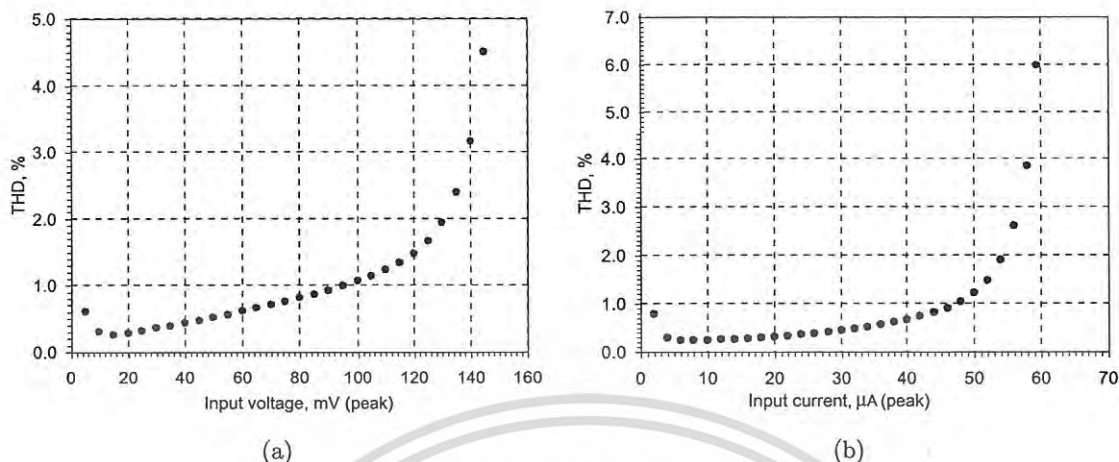 5.0
4.0
3.0
2.0
1.0
0.0
THD, %
0 20 40 60 80 100 120 140 160
Input voltage, mV (peak)
(a)
7.0
6.0
5.0
4.0
3.0
2.0
1.0
0.0
THD, %
0 10 20 30 40 50 60 70
Input current, μA (peak)
(b)